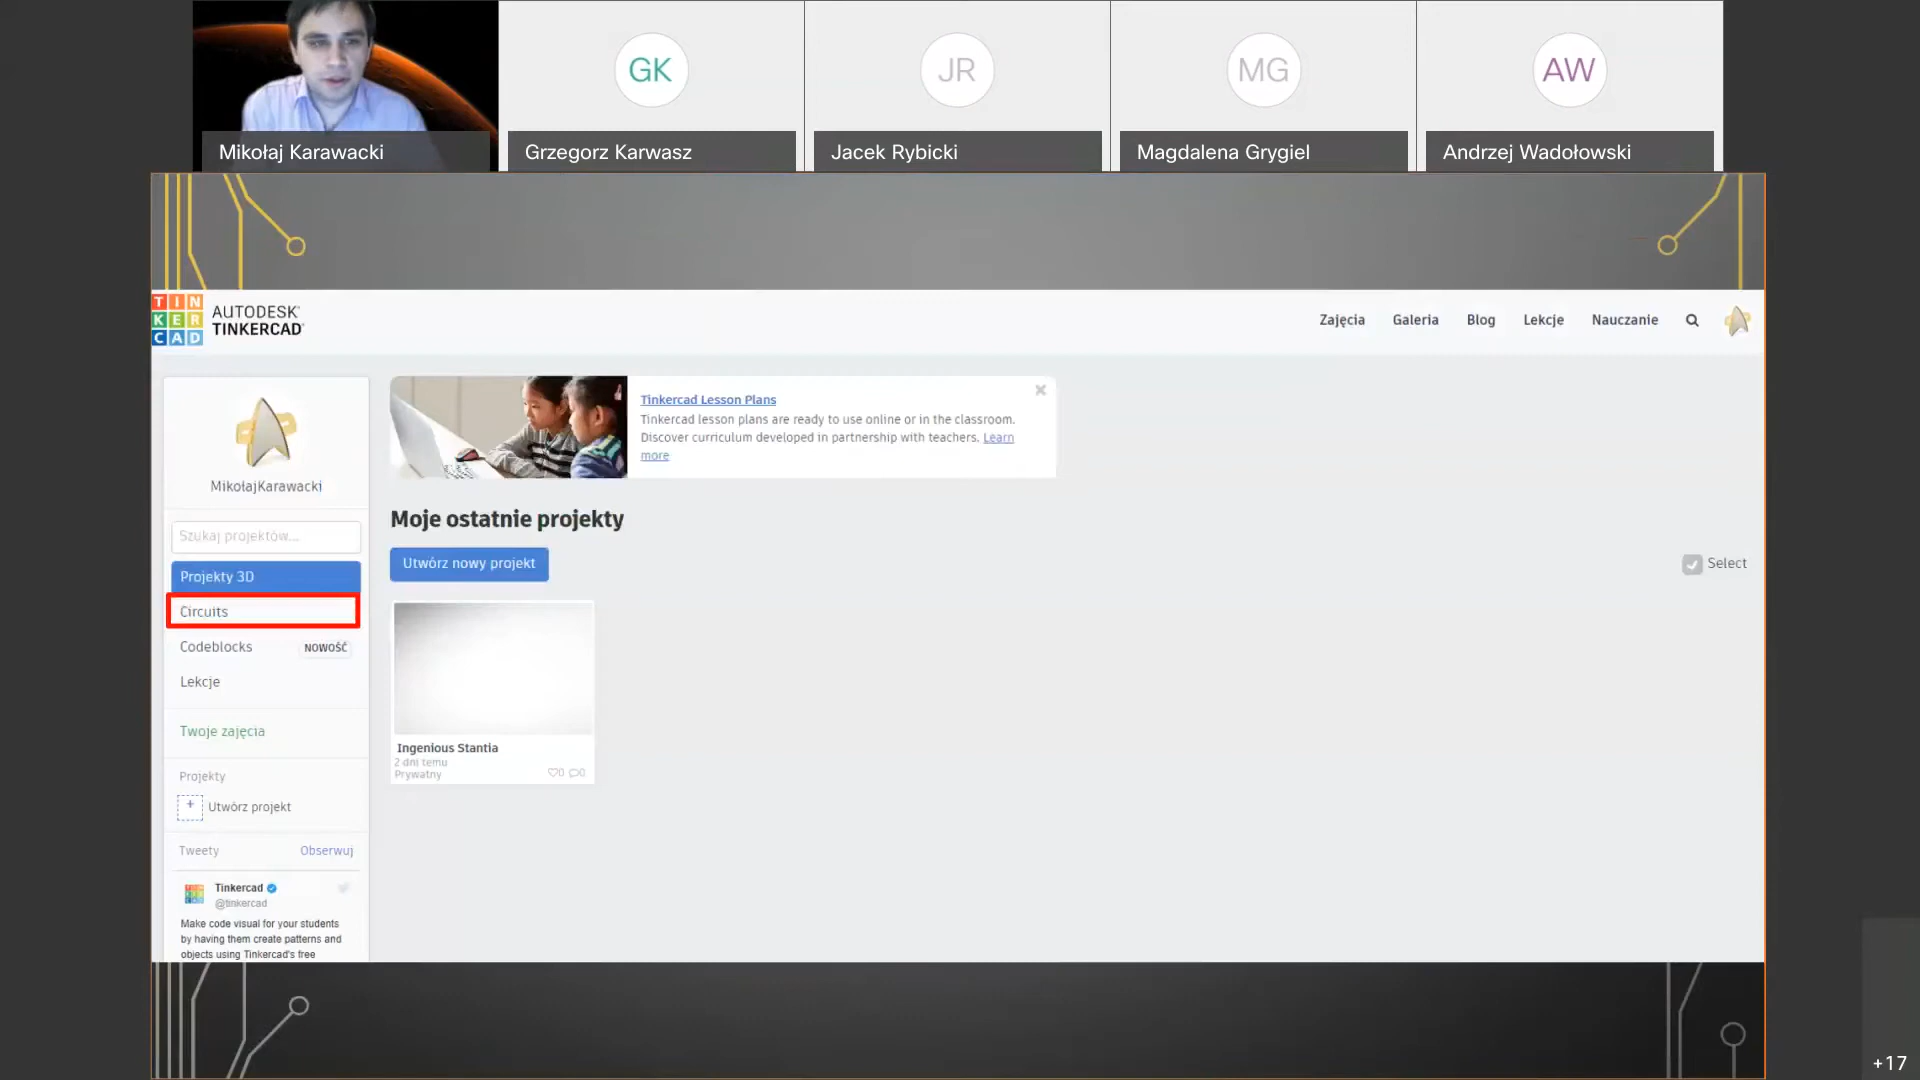 GK
JR
MG
AW
Mikołaj Karawacki
Grzegorz Karwasz
Jacek Rybicki
Magdalena Grygiel
Andrzej Wadołowski
TIN
KER
CAD
AUTODESK
TINKERCAD
Zajęcia
Galeria
Blog
Lekcje
Nauczanie
MikołajKarawacki
Szukaj projektów...
Projekty 3D
Circuits
Codeblocks
NOWOŚĆ
Lekcje
Twoje zajęcia
Projekty
+ Utwórz projekt
Tweety
Obserwuj
Tinkercad
@tinkercad
Make code visual for your students
by having them create patterns and
objects using Tinkercad's free
Tinkercad Lesson Plans
Tinkercad lesson plans are ready to use online or in the classroom.
Discover curriculum developed in partnership with teachers. Learn
more
Moje ostatnie projekty
Utwórz nowy projekt
Select
Ingenious Stantia
2 dni temu
Prywatny
0
0
+17